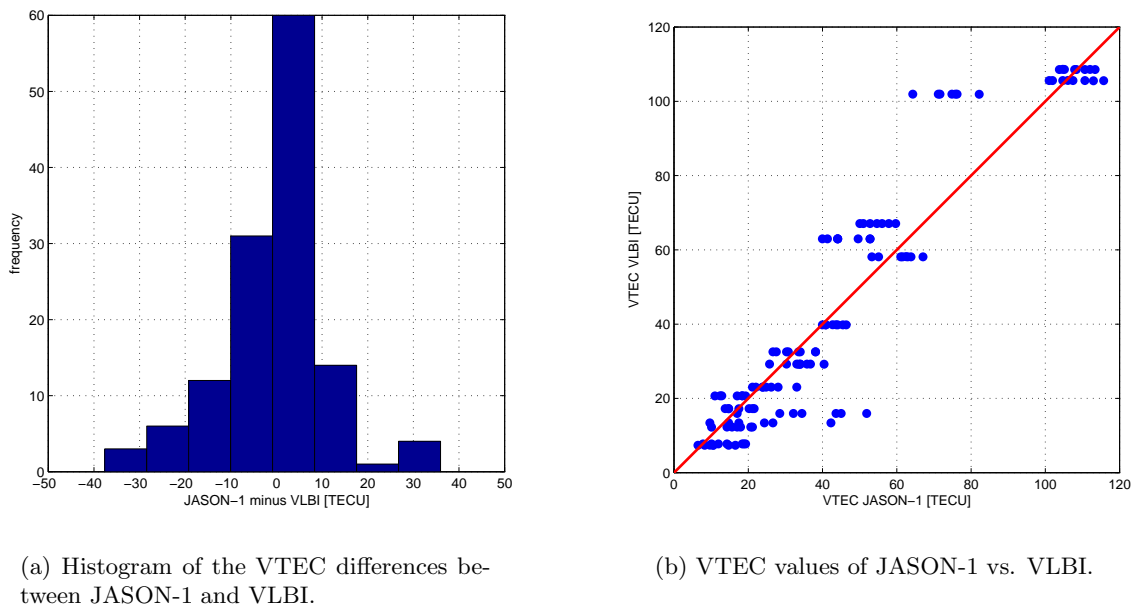 60
50
40
30
20
10
0
−50 −40 −30 −20 −10 0 10 20 30 40 50
frequency
JASON−1 minus VLBI [TECU]
120
100
80
60
40
20
0
0 20 40 60 80 100 120
VTEC VLBI [TECU]
VTEC JASON−1 [TECU]
(a) Histogram of the VTEC differences be-
tween JASON-1 and VLBI.
(b) VTEC values of JASON-1 vs. VLBI.